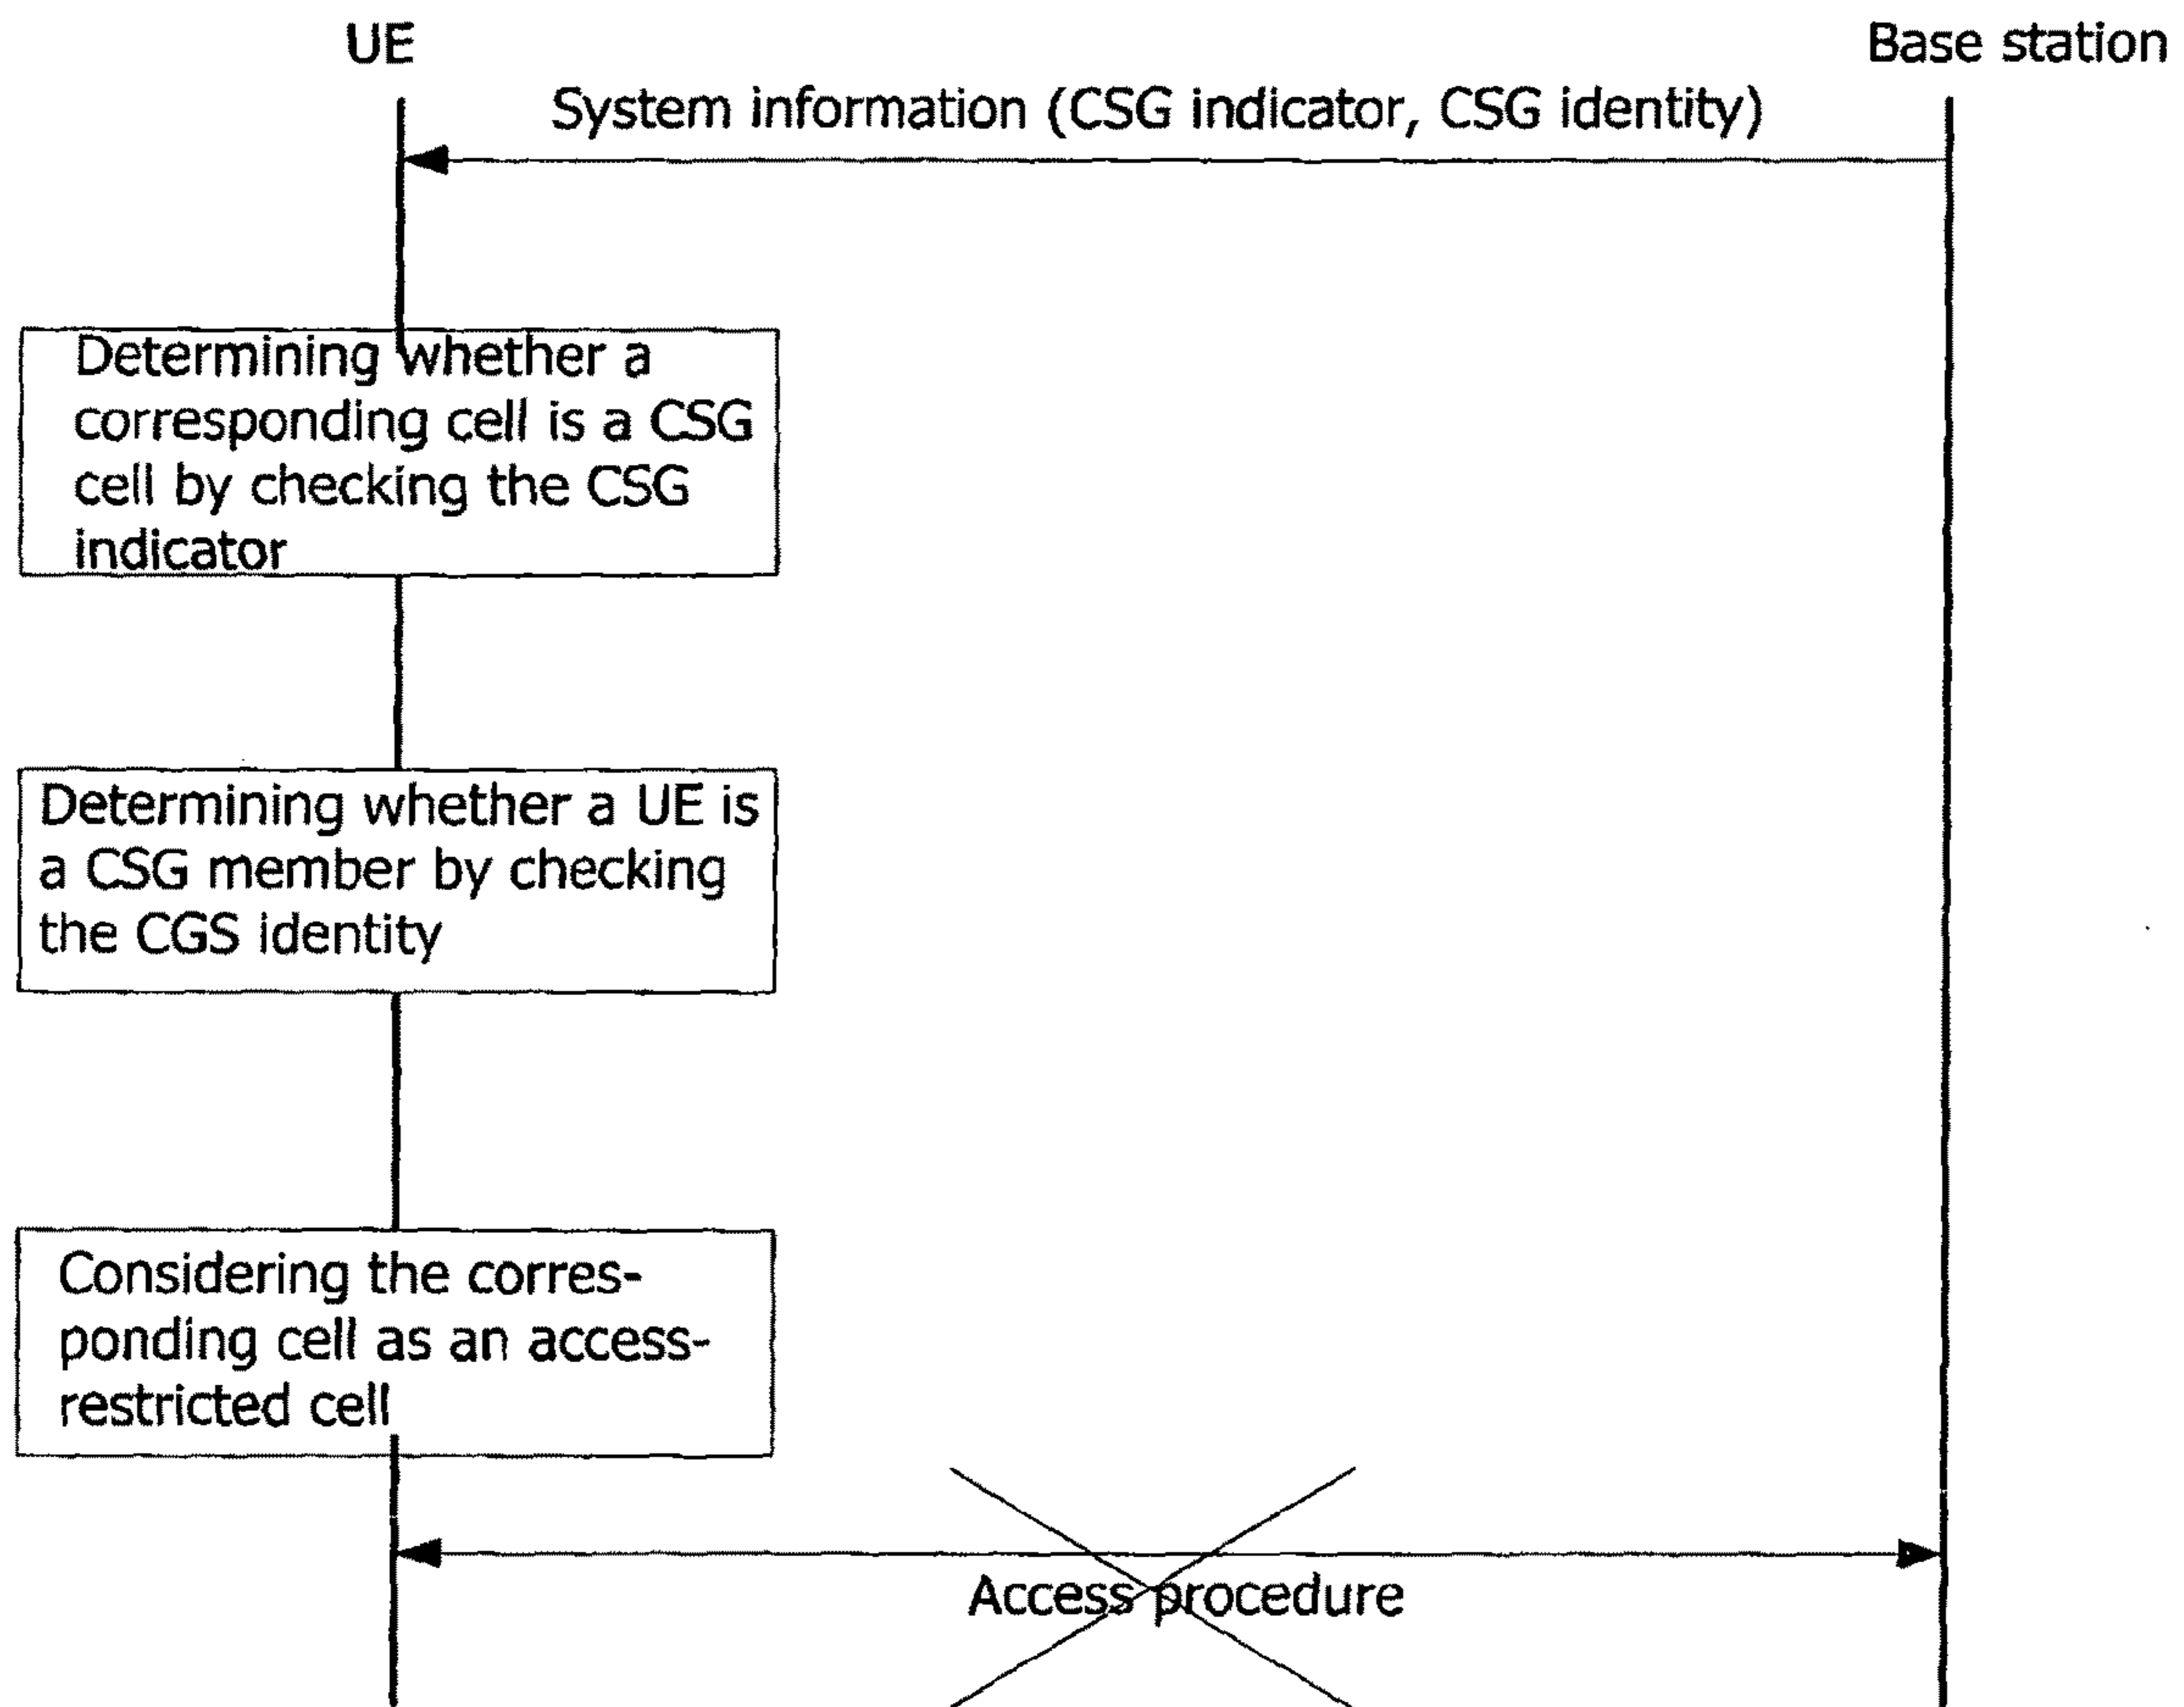 UE
Base station
System information (CSG indicator, CSG identity)
Determining whether a
corresponding cell is a CSG
cell by checking the CSG
indicator
Determining whether a UE is
a CSG member by checking
the CGS identity
Considering the corres-
ponding cell as an access-
restricted cell
Access procedure